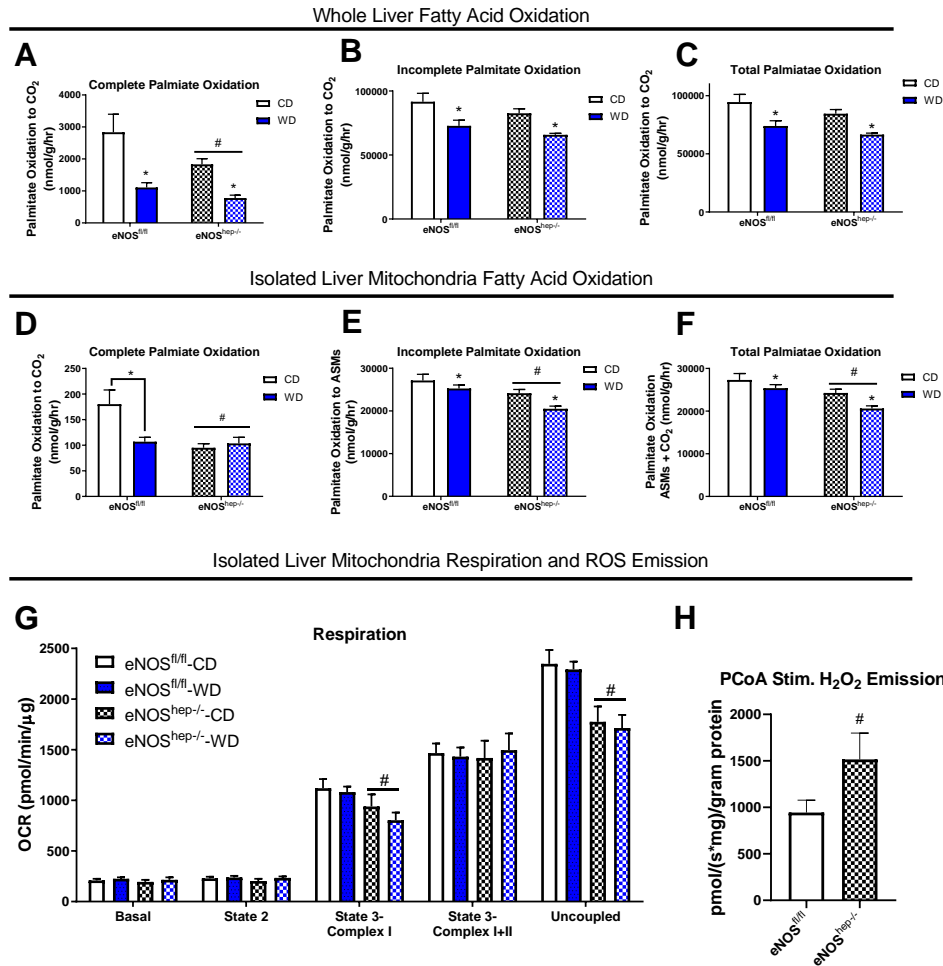 Whole Liver Fatty Acid Oxidation
A
Complete Palmiate Oxidation
Palmitate Oxidation to CO2
(nmol/g/hr)
4000
3000
2000
1000
0
*
#
*
CD
WD
eNOSfl/fl
eNOShep-/-
B
Incomplete Palmitate Oxidation
Palmitate Oxidation to CO2
(nmol/g/hr)
100000
50000
0
*
*
CD
WD
eNOSfl/fl
eNOShep-/-
C
Total Palmiatae Oxidation
Palmitate Oxidation to CO2
(nmol/g/hr)
100000
50000
0
*
*
CD
WD
eNOSfl/fl
eNOShep-/-
Isolated Liver Mitochondria Fatty Acid Oxidation
D
Complete Palmiate Oxidation
Palmitate Oxidation to CO2
(nmol/g/hr)
250
200
150
100
50
0
*
#
CD
WD
eNOSfl/fl
eNOShep-/-
E
Incomplete Palmitate Oxidation
Palmitate Oxidation to ASMs
(nmol/g/hr)
30000
20000
10000
0
*
#
*
CD
WD
eNOSfl/fl
eNOShep-/-
F
Total Palmiatae Oxidation
Palmitate Oxidation
ASMs + CO2 (nmol/g/hr)
30000
20000
10000
0
*
#
*
CD
WD
eNOSfl/fl
eNOShep-/-
Isolated Liver Mitochondria Respiration and ROS Emission
G
Respiration
OCR (pmol/min/µg)
2500
2000
1500
1000
500
0
eNOSfl/fl-CD
eNOSfl/fl-WD
eNOShep-/--CD
eNOShep-/--WD
#
#
Basal
State 2
State 3-
Complex I
State 3-
Complex I+II
Uncoupled
H
PCoA Stim. H2O2 Emission
pmol/(s*mg)/gram protein
2000
1500
1000
500
0
#
eNOSfl/fl
eNOShep-/-